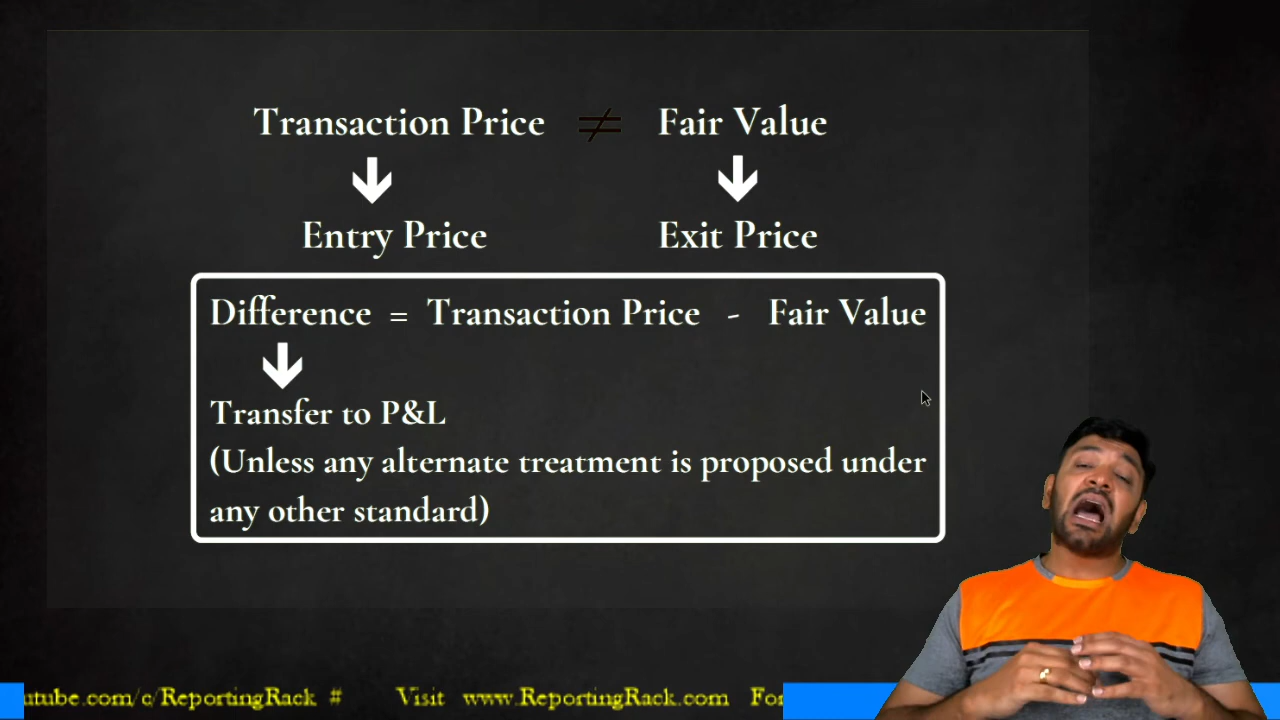 Transaction Price ≠ Fair Value
Entry Price Exit Price
Difference = Transaction Price - Fair Value
Transfer to P&L
(Unless any alternate treatment is proposed under
any other standard)
utube.com/c/ReportingRack # Visit www.ReportingRack.com For